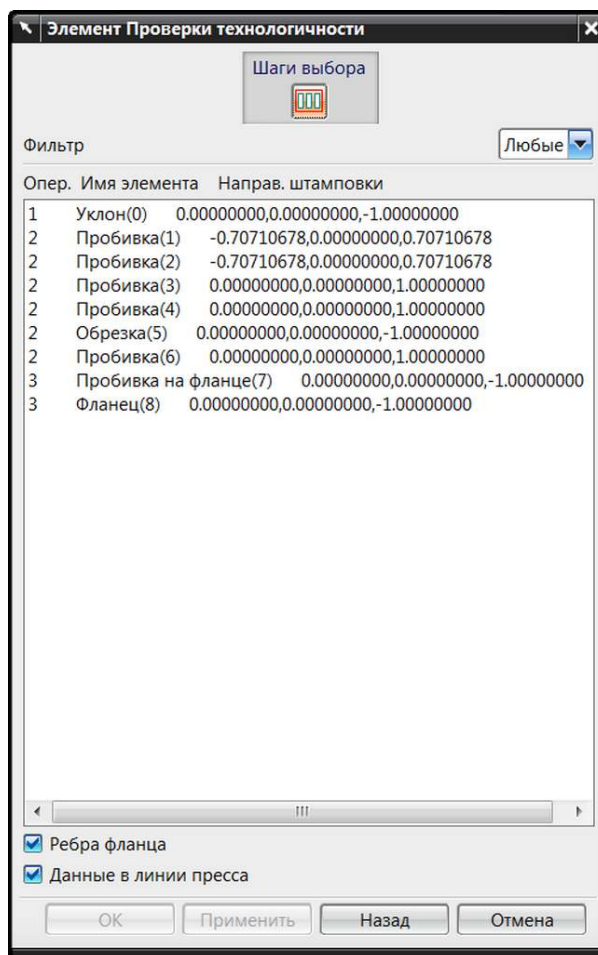 Элемент Проверки технологичности
Шаги выбора
Фильтр Любые
Опер. Имя элемента Направ. штамповки
1 Уклон(0) 0.00000000,0.00000000,-1.00000000
2 Пробивка(1) -0.70710678,0.00000000,0.70710678
2 Пробивка(2) -0.70710678,0.00000000,0.70710678
2 Пробивка(3) 0.00000000,0.00000000,1.00000000
2 Пробивка(4) 0.00000000,0.00000000,1.00000000
2 Обрезка(5) 0.00000000,0.00000000,-1.00000000
2 Пробивка(6) 0.00000000,0.00000000,1.00000000
3 Пробивка на фланце(7) 0.00000000,0.00000000,-1.00000000
3 Фланец(8) 0.00000000,0.00000000,-1.00000000
Ребра фланца
Данные в линии пресса
ОК Применить Назад Отмена